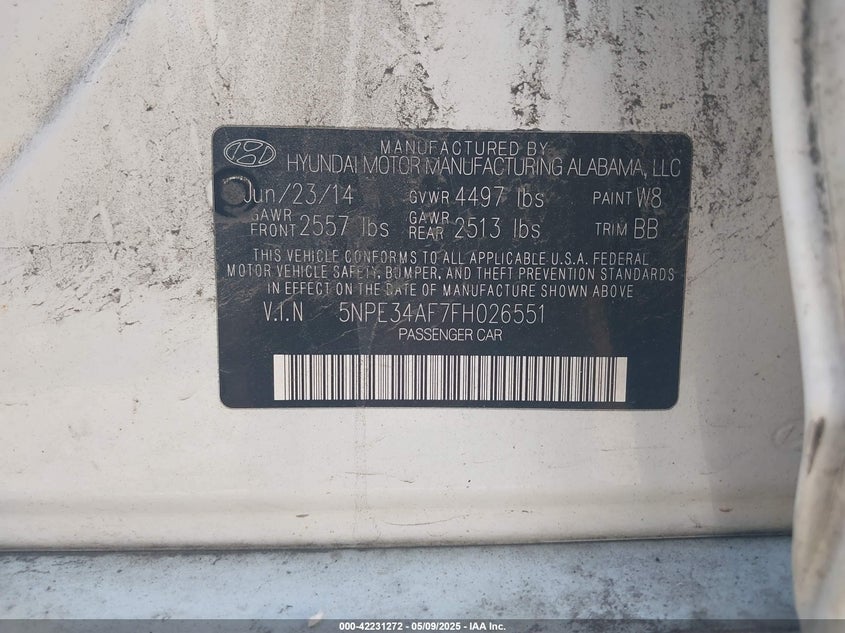 MANUFACTURED BY
HYUNDAI MOTOR MANUFACTURING ALABAMA, LLC
Jun/23/14 GVWR 4497 lbs PAINT W8
GAWR FRONT 2557 lbs GAWR REAR 2513 lbs TRIM BB
THIS VEHICLE CONFORMS TO ALL APPLICABLE U.S.A. FEDERAL
MOTOR VEHICLE SAFETY, BUMPER, AND THEFT PREVENTION STANDARDS
IN EFFECT ON THE DATE OF MANUFACTURE SHOWN ABOVE.
V.I.N 5NPE34AF7FH026551
PASSENGER CAR
000-42231272 - 05/09/2025 - IAA Inc.